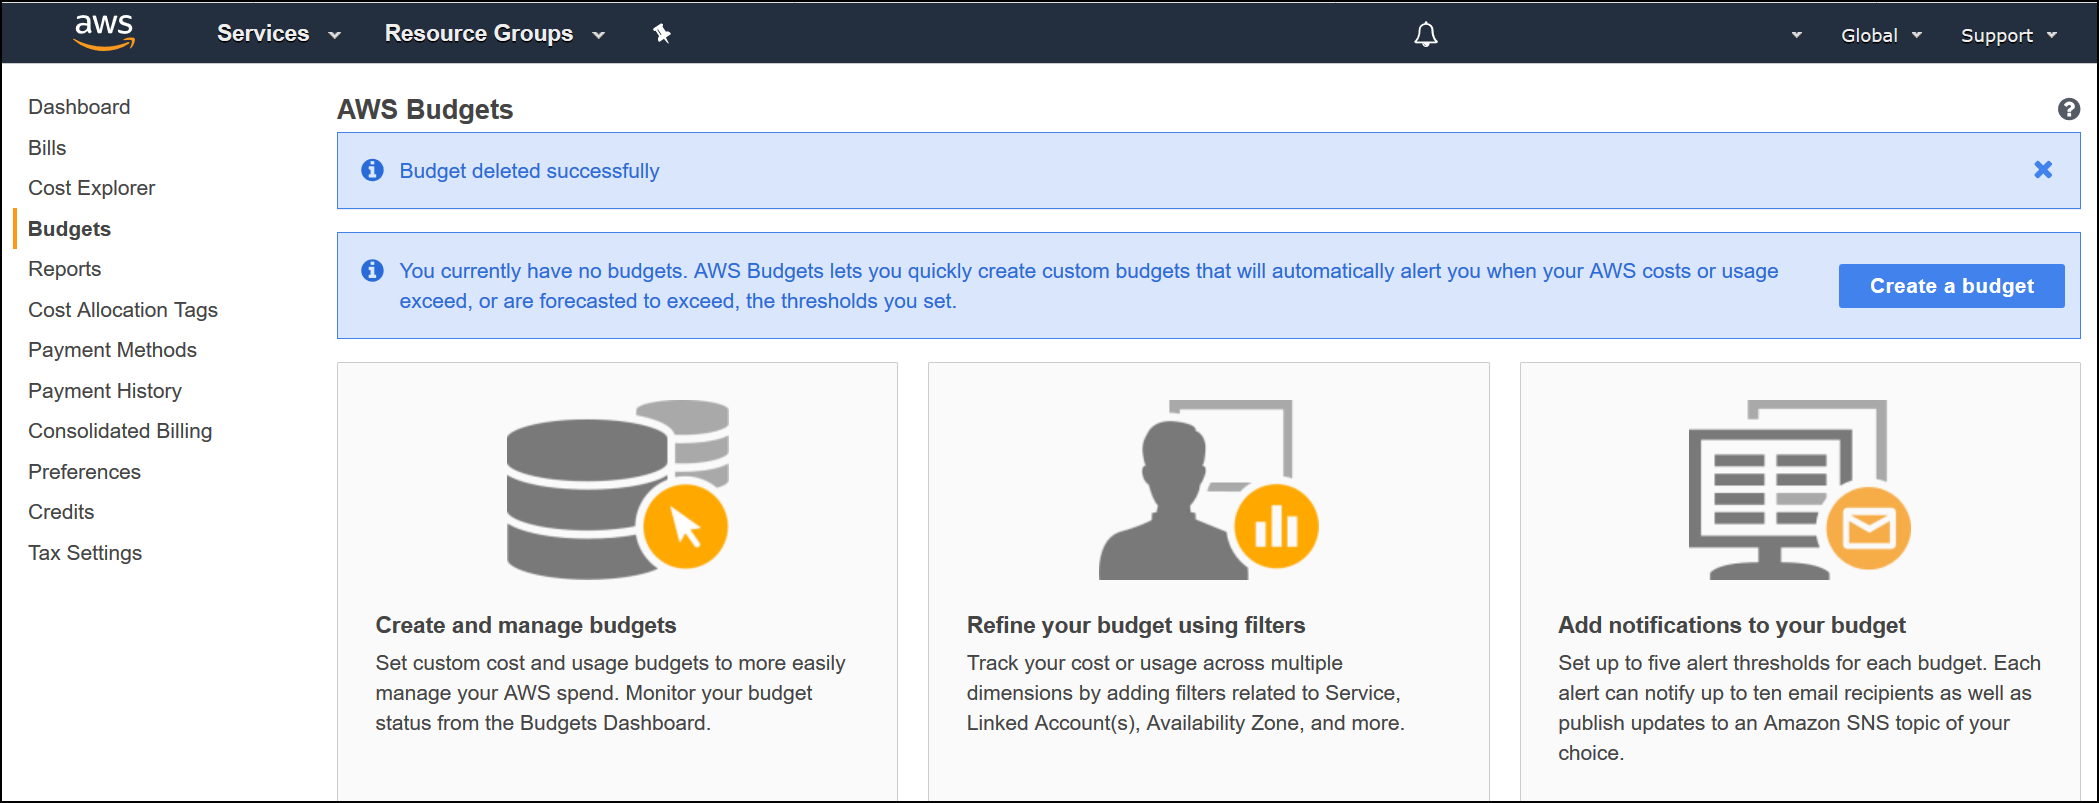 aws
Services
Resource Groups
Global
Support
Dashboard
Bills
Cost Explorer
Budgets
Reports
Cost Allocation Tags
Payment Methods
Payment History
Consolidated Billing
Preferences
Credits
Tax Settings
AWS Budgets
Budget deleted successfully
You currently have no budgets. AWS Budgets lets you quickly create custom budgets that will automatically alert you when your AWS costs or usage
exceed, or are forecasted to exceed, the thresholds you set.
Create a budget
Create and manage budgets
Set custom cost and usage budgets to more easily
manage your AWS spend. Monitor your budget
status from the Budgets Dashboard.
Refine your budget using filters
Track your cost or usage across multiple
dimensions by adding filters related to Service,
Linked Account(s), Availability Zone, and more.
Add notifications to your budget
Set up to five alert thresholds for each budget. Each
alert can notify up to ten email recipients as well as
publish updates to an Amazon SNS topic of your
choice.